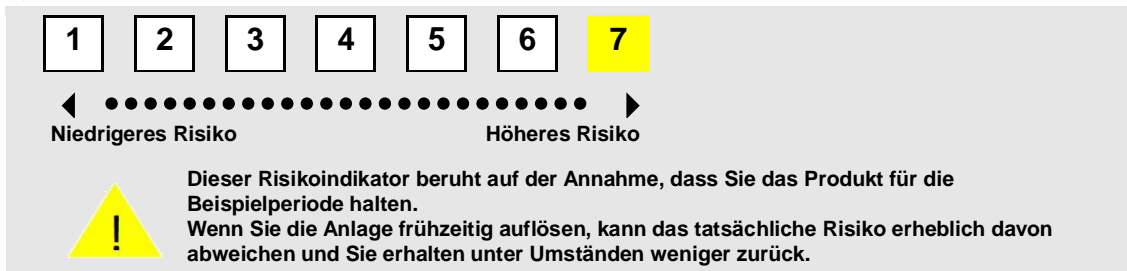 1 2 3 4 5 6 7
Niedrigeres Risiko Höheres Risiko
!
Dieser Risikoindikator beruht auf der Annahme, dass Sie das Produkt für die
Beispielperiode halten.
Wenn Sie die Anlage frühzeitig auflösen, kann das tatsächliche Risiko erheblich davon
abweichen und Sie erhalten unter Umständen weniger zurück.